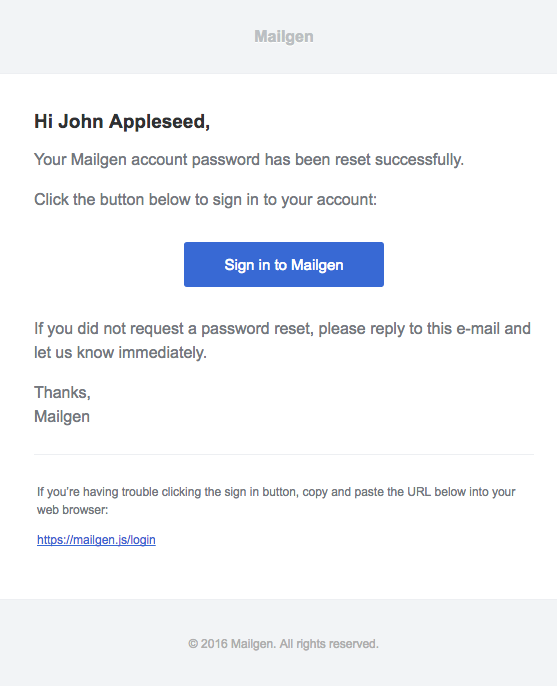 Mailgen
Hi John Appleseed,
Your Mailgen account password has been reset successfully.
Click the button below to sign in to your account:
Sign in to Mailgen
If you did not request a password reset, please reply to this e-mail and
let us know immediately.
Thanks,
Mailgen
If you’re having trouble clicking the sign in button, copy and paste the URL below into your
web browser:
https://mailgen.js/login
© 2016 Mailgen. All rights reserved.